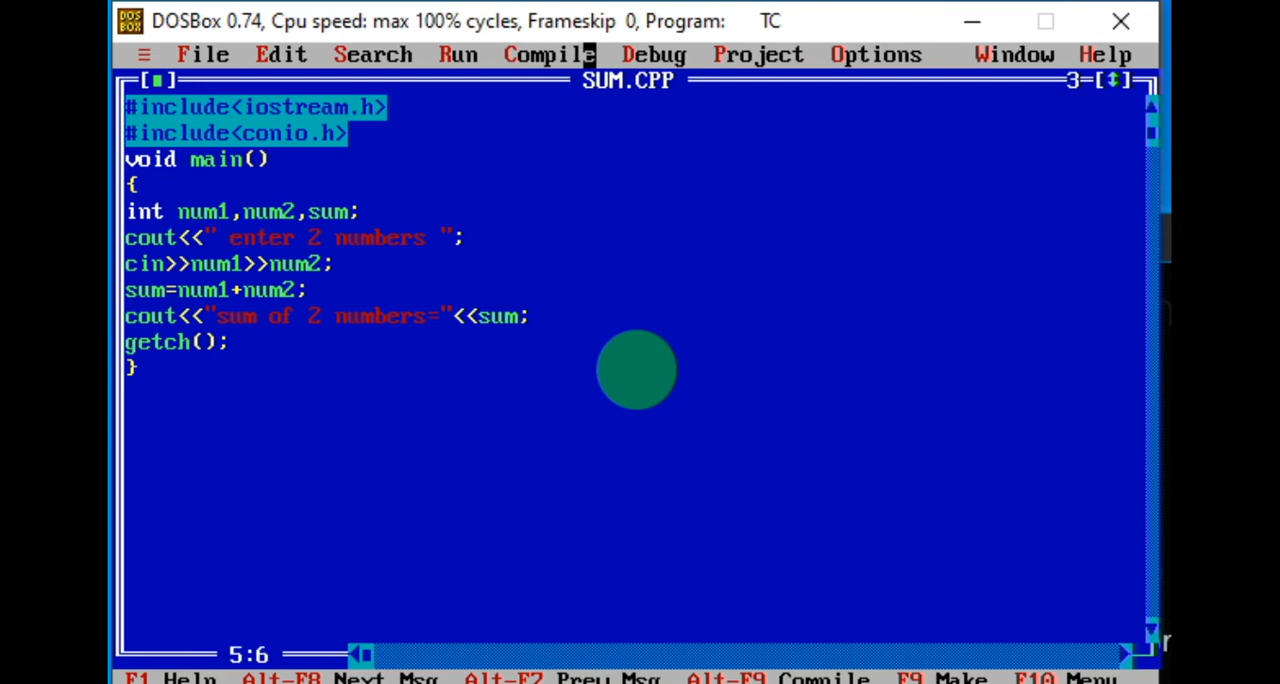 DOSBox 0.74, Cpu speed: max 100% cycles, Frameskip 0, Program: TC
≡ File Edit Search Run Compile Debug Project Options Window Help
[■] SUM.CPP 3=[↕]
#include<iostream.h>
#include<conio.h>
void main()
{
int num1,num2,sum;
cout<<" enter 2 numbers ";
cin>>num1>>num2;
sum=num1+num2;
cout<<"sum of 2 numbers="<<sum;
getch();
}
5:6
F1 Help Alt-F8 Next Msg Alt-F7 Prev Msg Alt-F9 Compile F9 Make F10 Menu